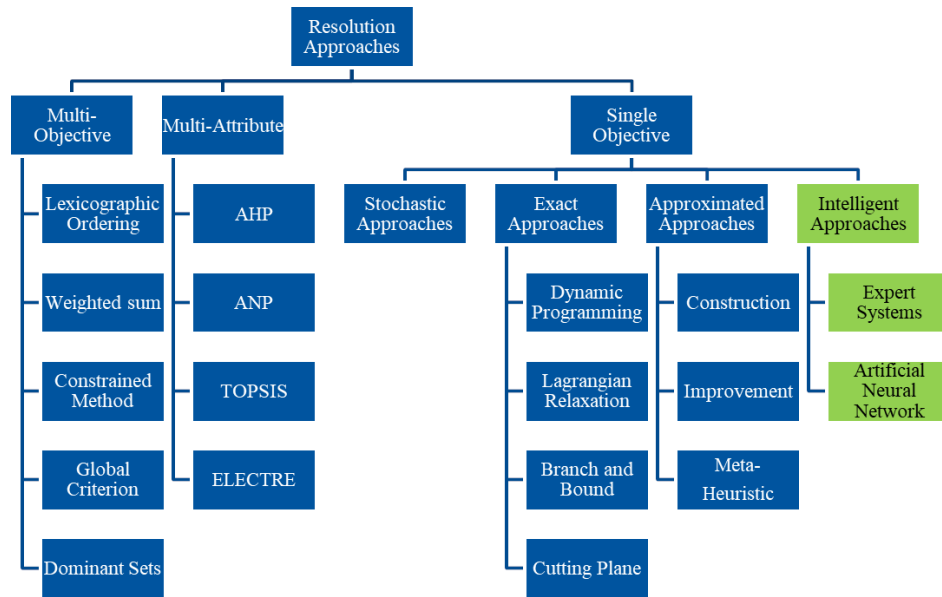 Resolution
Approaches
Multi-
Objective
Multi-Attribute
Single
Objective
Lexicographic
Ordering
AHP
Stochastic
Approaches
Exact
Approaches
Approximated
Approaches
Intelligent
Approaches
Weighted sum
ANP
Dynamic
Programming
Construction
Expert
Systems
Constrained
Method
TOPSIS
Lagrangian
Relaxation
Improvement
Artificial
Neural
Network
Global
Criterion
ELECTRE
Branch and
Bound
Meta-
Heuristic
Dominant Sets
Cutting Plane